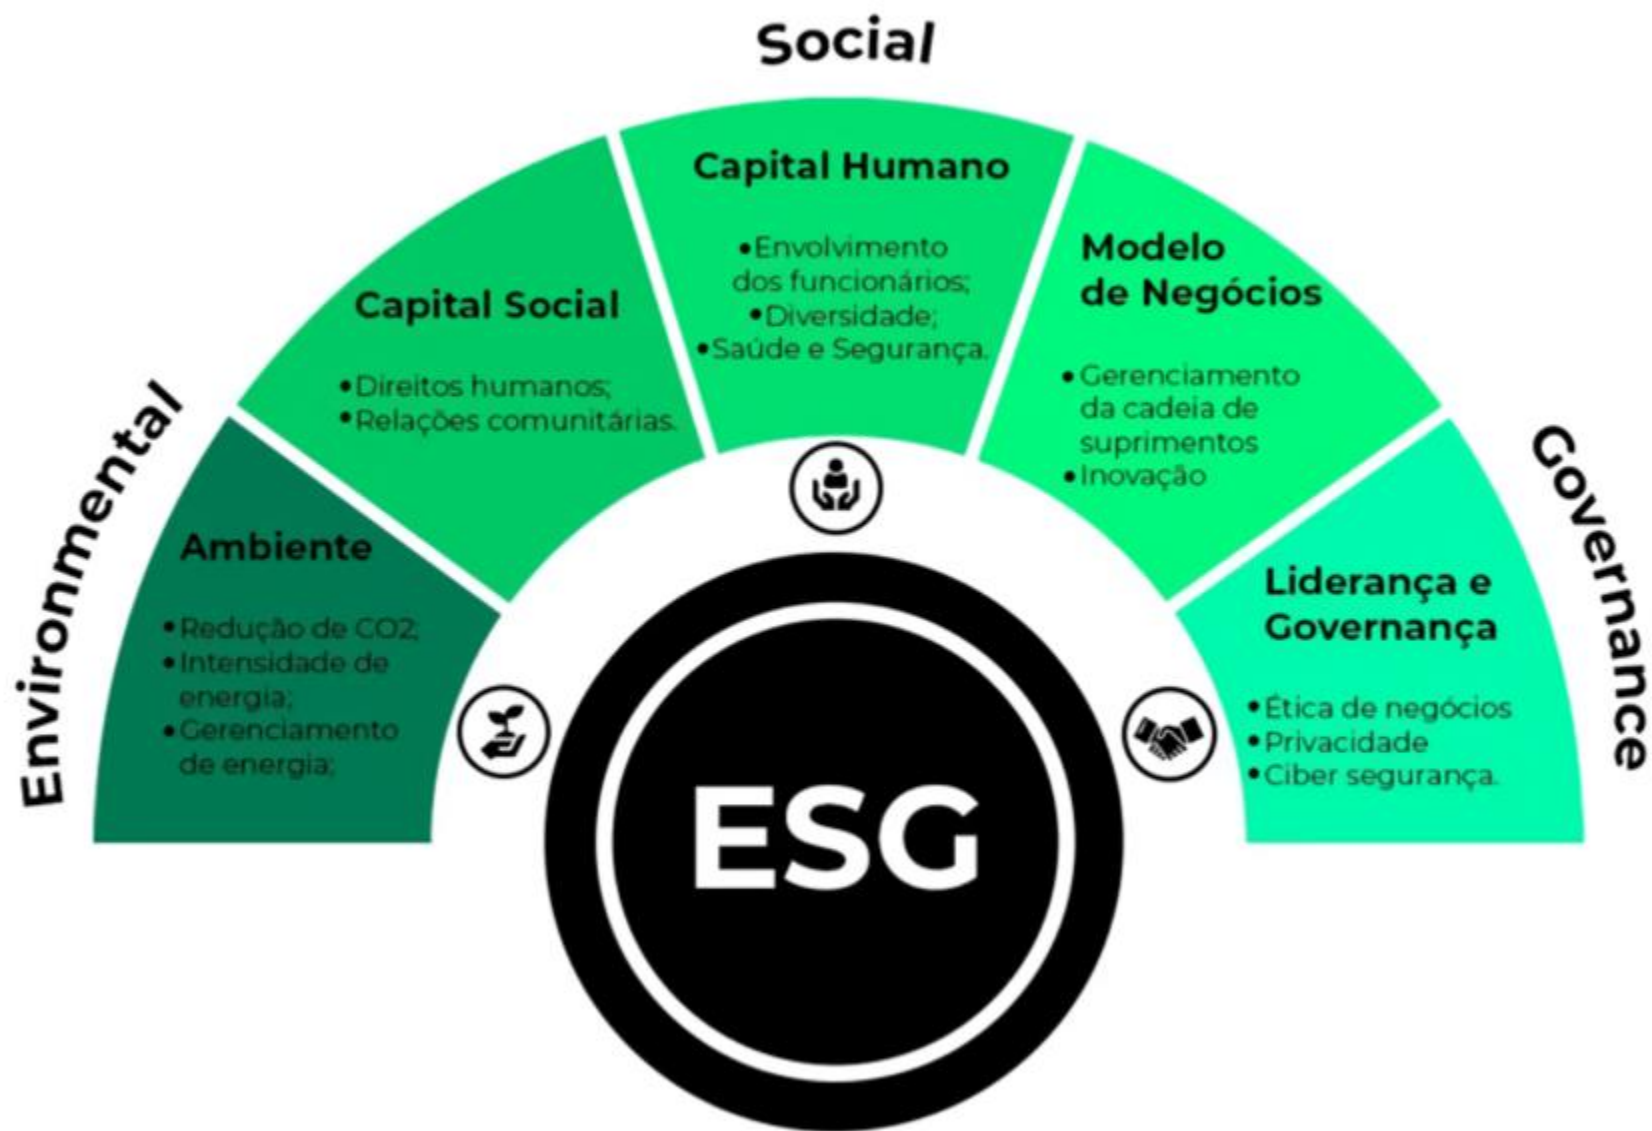 Social
Environmental
Governance
Ambiente
•Redução de CO2;
•Intensidade de
energia;
•Gerenciamento
de energia;
Capital Social
•Direitos humanos;
•Relações comunitárias.
Capital Humano
•Envolvimento
dos funcionários;
•Diversidade;
•Saúde e Segurança.
Modelo
de Negócios
•Gerenciamento
da cadeia de
suprimentos
•Inovação
Liderança e
Governança
•Ética de negócios
•Privacidade
•Ciber segurança.
ESG